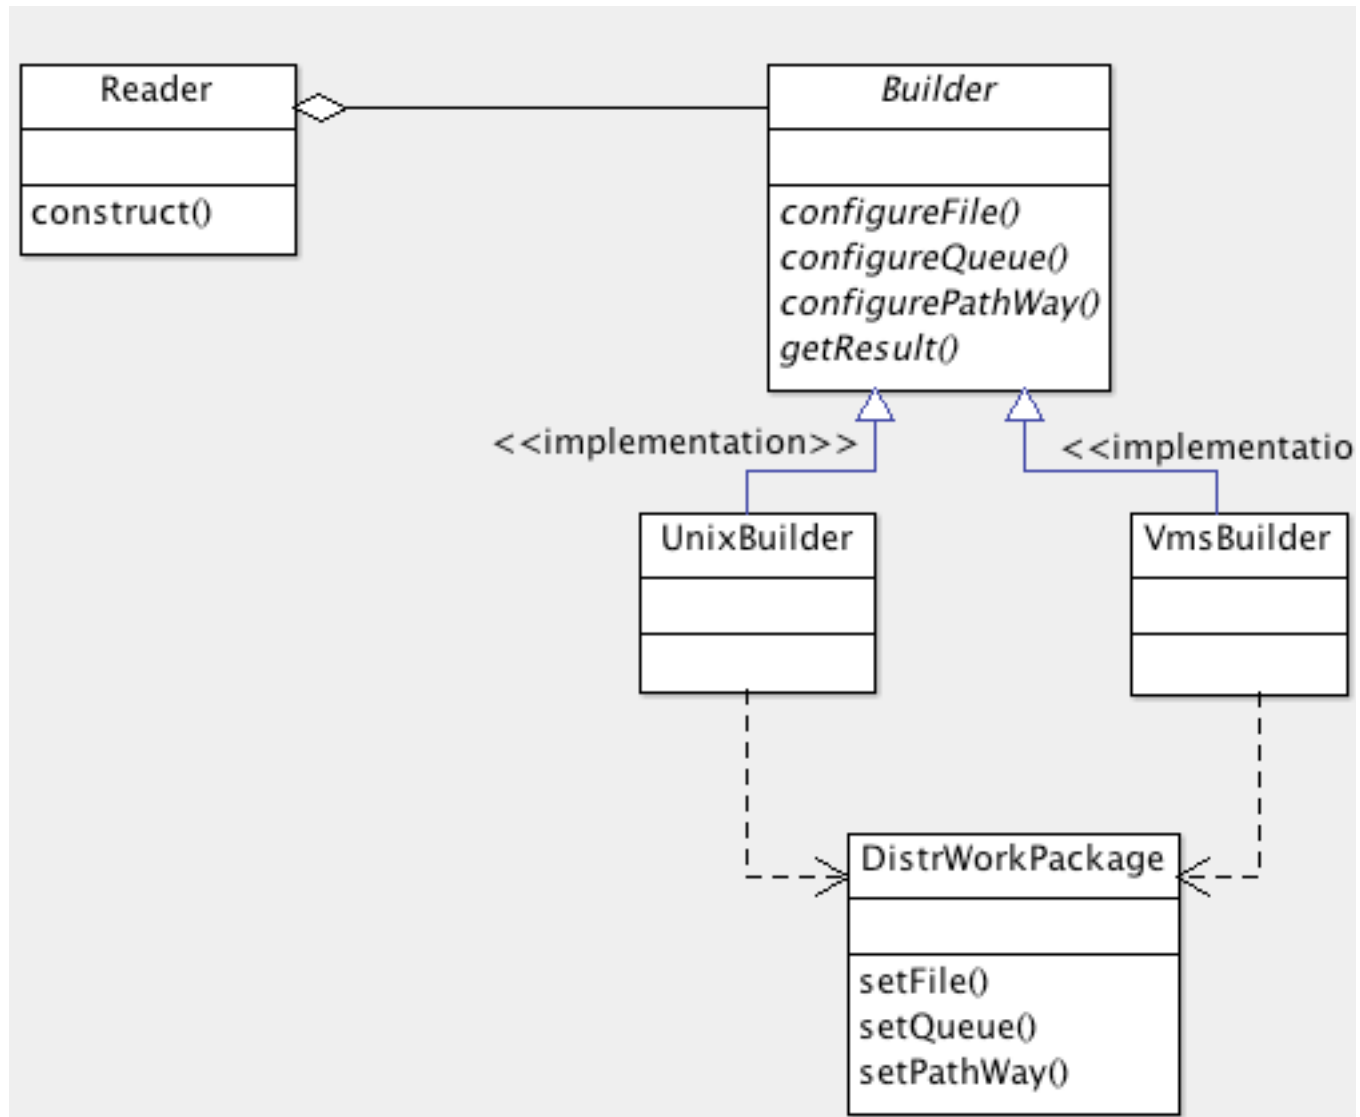 Reader
construct()
Builder
configureFile()
configureQueue()
configurePathWay()
getResult()
<<implementation>>
<<implementatio
UnixBuilder
VmsBuilder
DistrWorkPackage
setFile()
setQueue()
setPathWay()